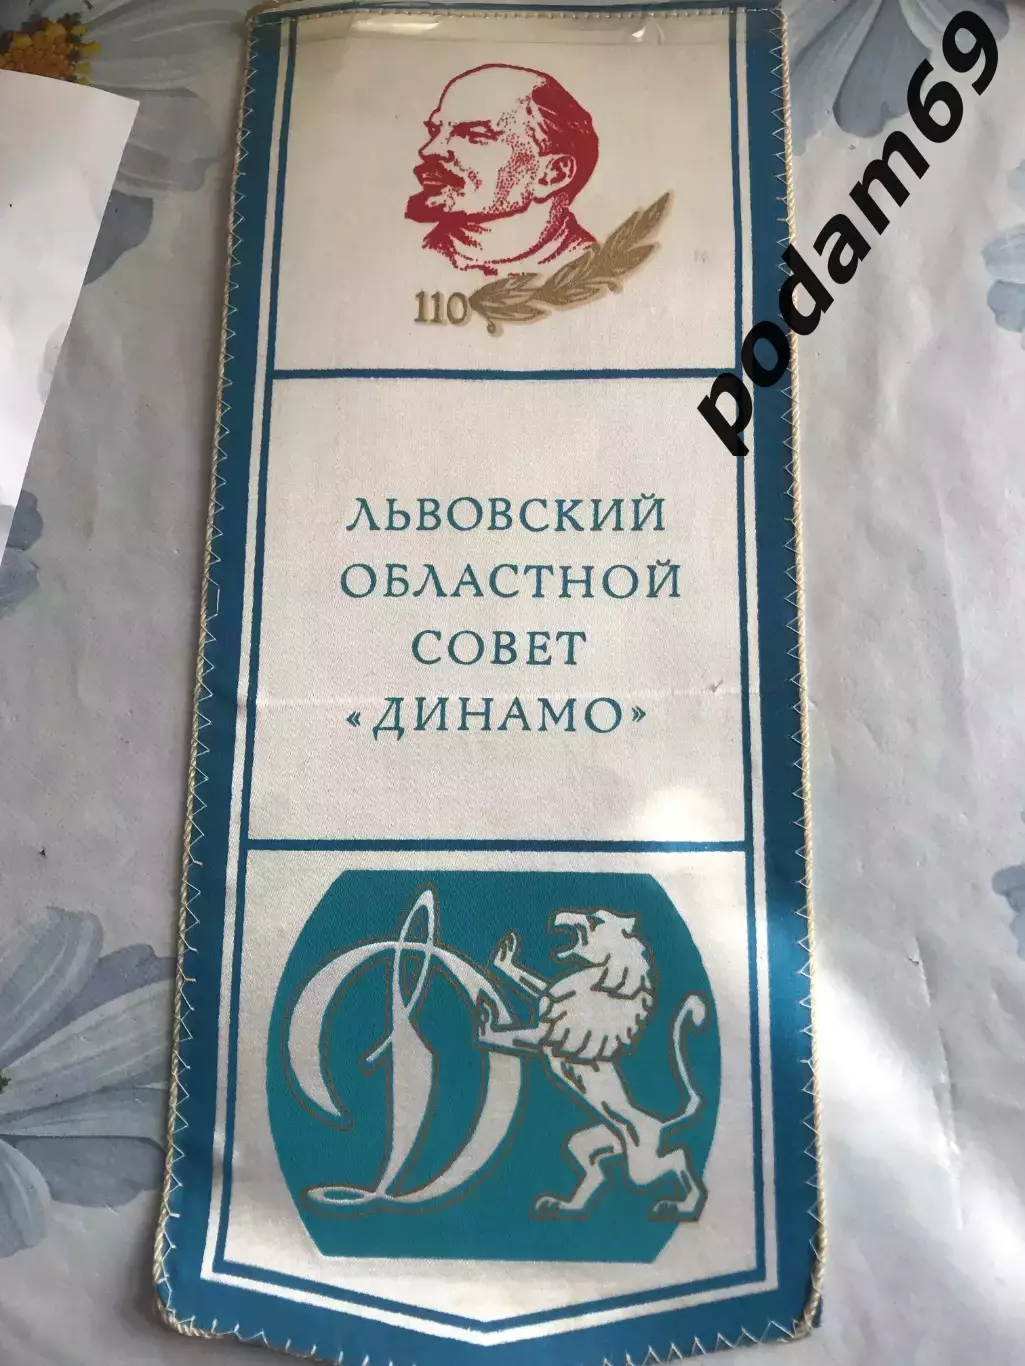 podam69
110
ЛЬВОВСКИЙ
ОБЛАСТНОЙ
СОВЕТ
«ДИНАМО»
Д